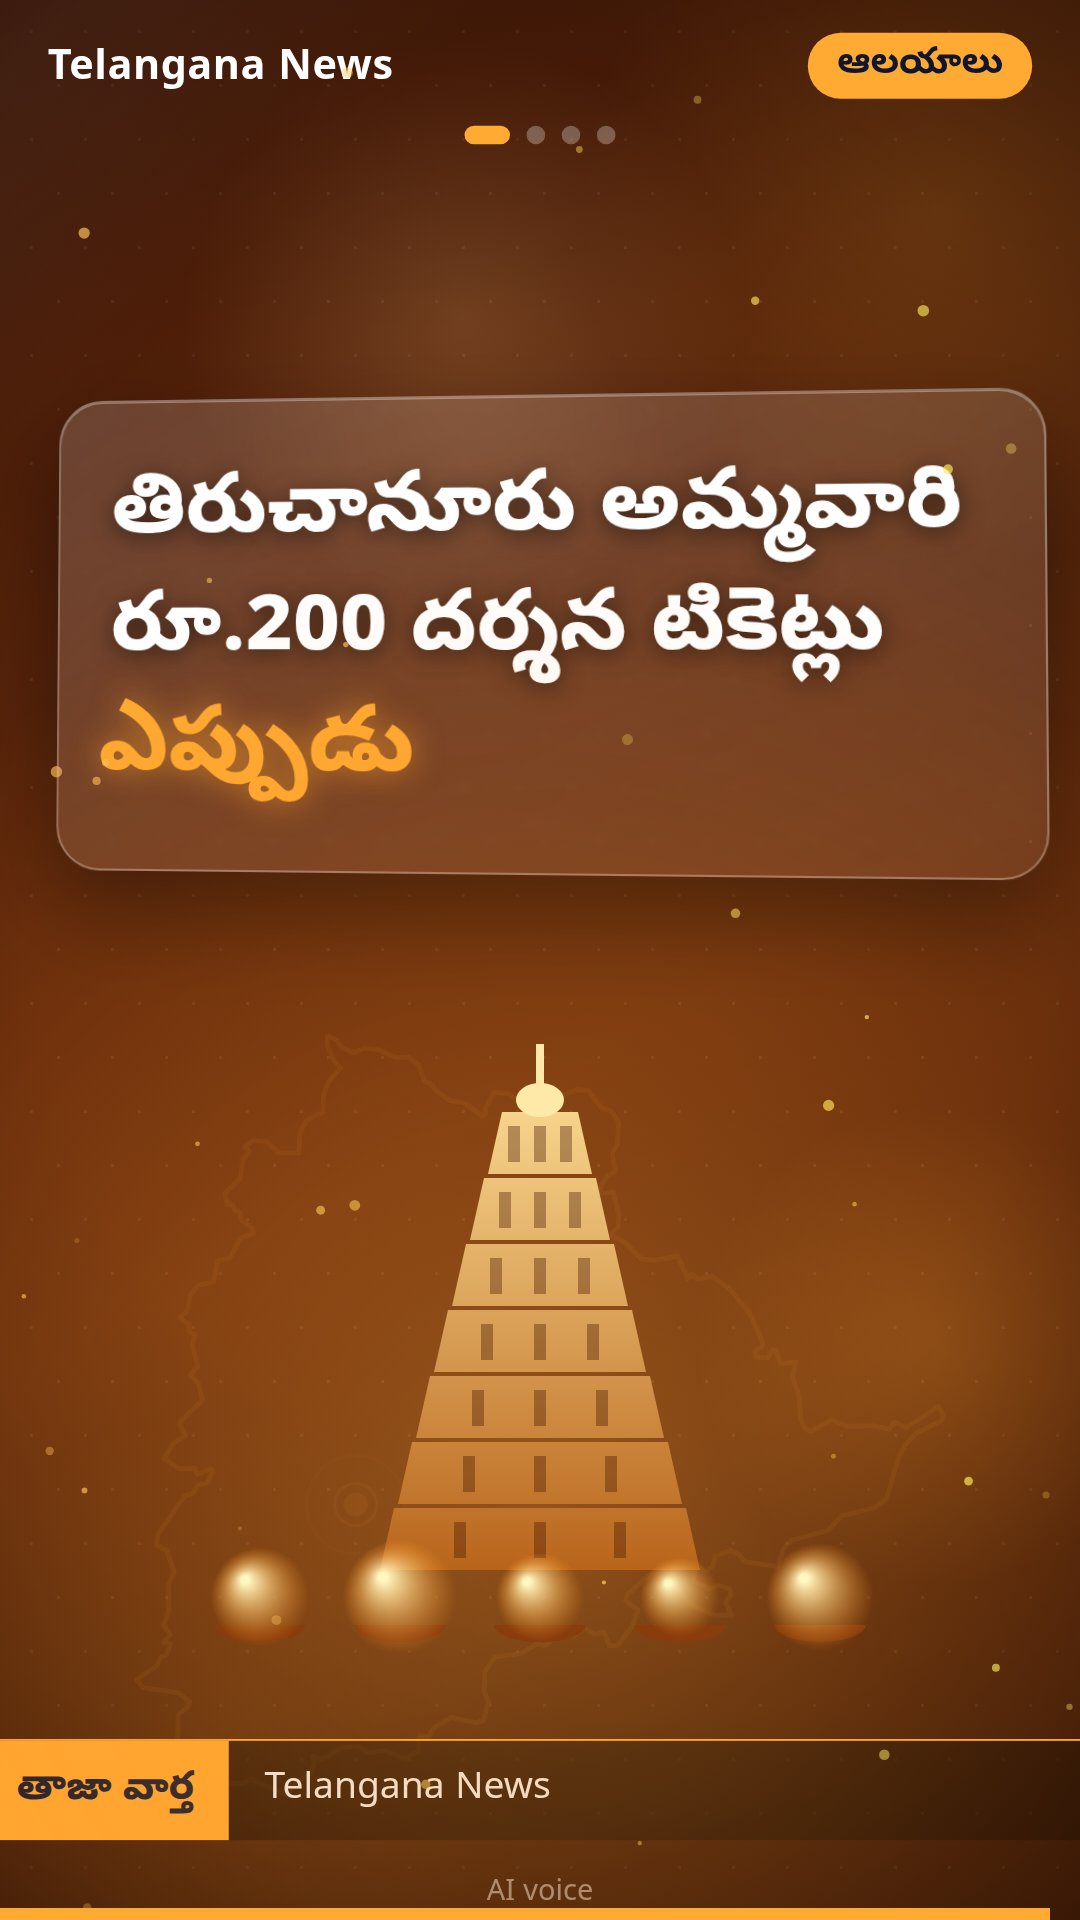 Telangana News
ఆలయాలు
తిరుచానూరు అమ్మవారి
రూ.200 దర్శన టికెట్లు
ఎప్పుడు
తాజా వార్త
Telangana News
AI voice